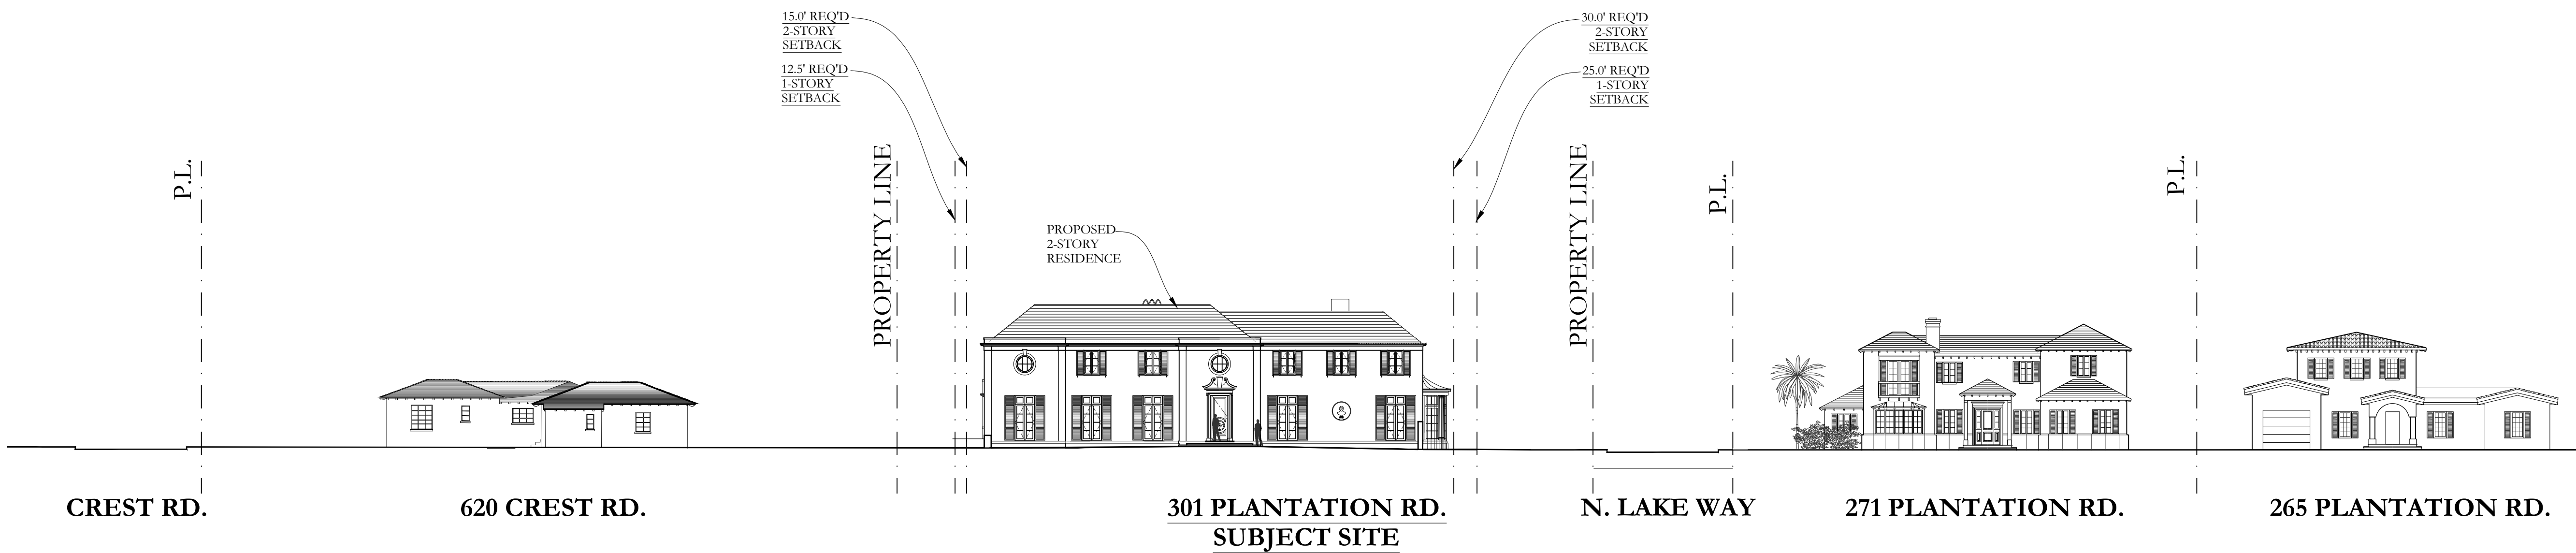 15.0' REQ'D
2-STORY
SETBACK
12.5' REQ'D
1-STORY
SETBACK
30.0' REQ'D
2-STORY
SETBACK
25.0' REQ'D
1-STORY
SETBACK
P.L.
PROPERTY LINE
PROPERTY LINE
P.L.
P.L.
PROPOSED
2-STORY
RESIDENCE
CREST RD.
620 CREST RD.
301 PLANTATION RD.
SUBJECT SITE
N. LAKE WAY
271 PLANTATION RD.
265 PLANTATION RD.